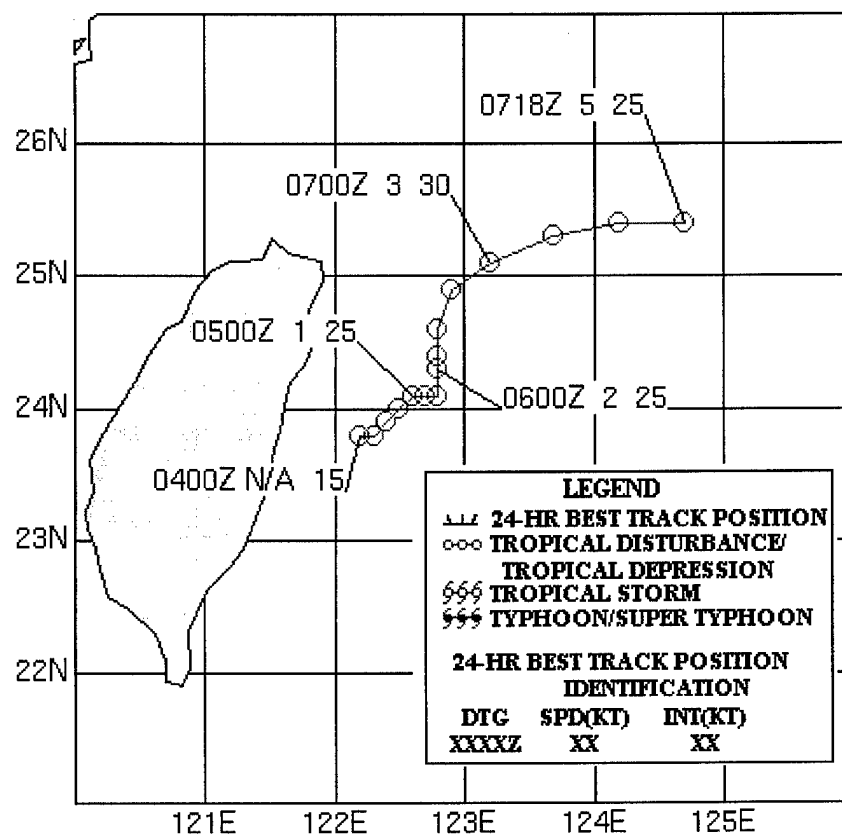 0718Z 5 25
26N
0700Z 3 30
25N
0500Z 1 25
24N
0600Z 2 25
0400Z N/A 15
LEGEND
24-HR BEST TRACK POSITION
TROPICAL DISTURBANCE/
TROPICAL DEPRESSION
TROPICAL STORM
TYPHOON/SUPER TYPHOON
23N
22N
24-HR BEST TRACK POSITION
IDENTIFICATION
DTG SPD(KT) INT(KT)
XXXXZ XX XX
121E 122E 123E 124E 125E